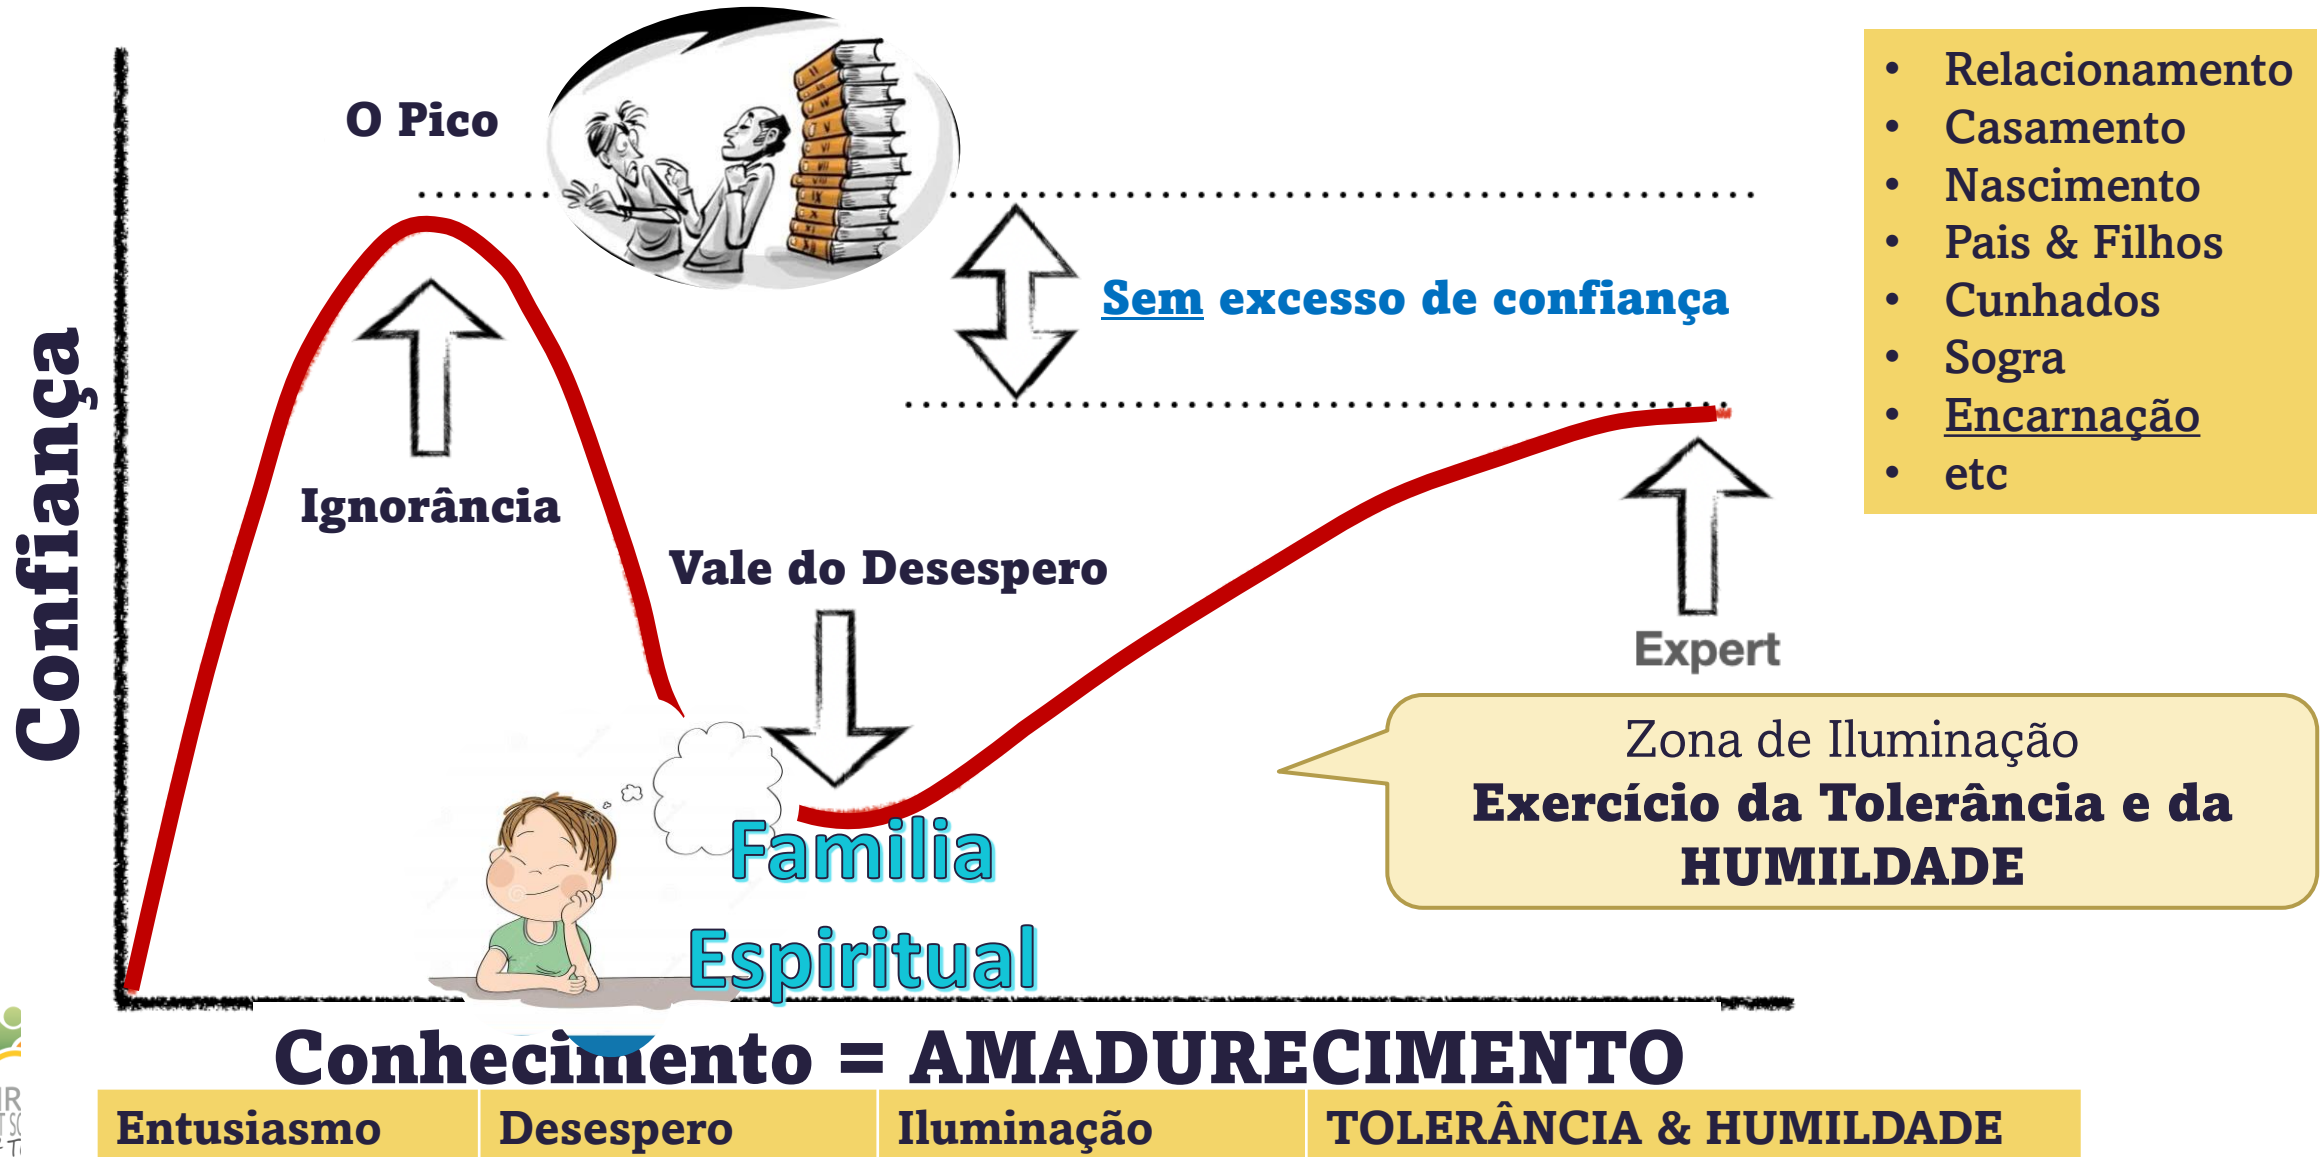 O Pico
Relacionamento
Casamento
Nascimento
Pais & Filhos
Cunhados
Sogra
Encarnação
etc
Sem excesso de confiança
Confiança
Ignorância
Vale do Desespero
Expert
Zona de Iluminação
Exercício da Tolerância e da
HUMILDADE
Familia
Espiritual
Conhecimento = AMADURECIMENTO
Entusiasmo
Desespero
Iluminação
TOLERÂNCIA & HUMILDADE